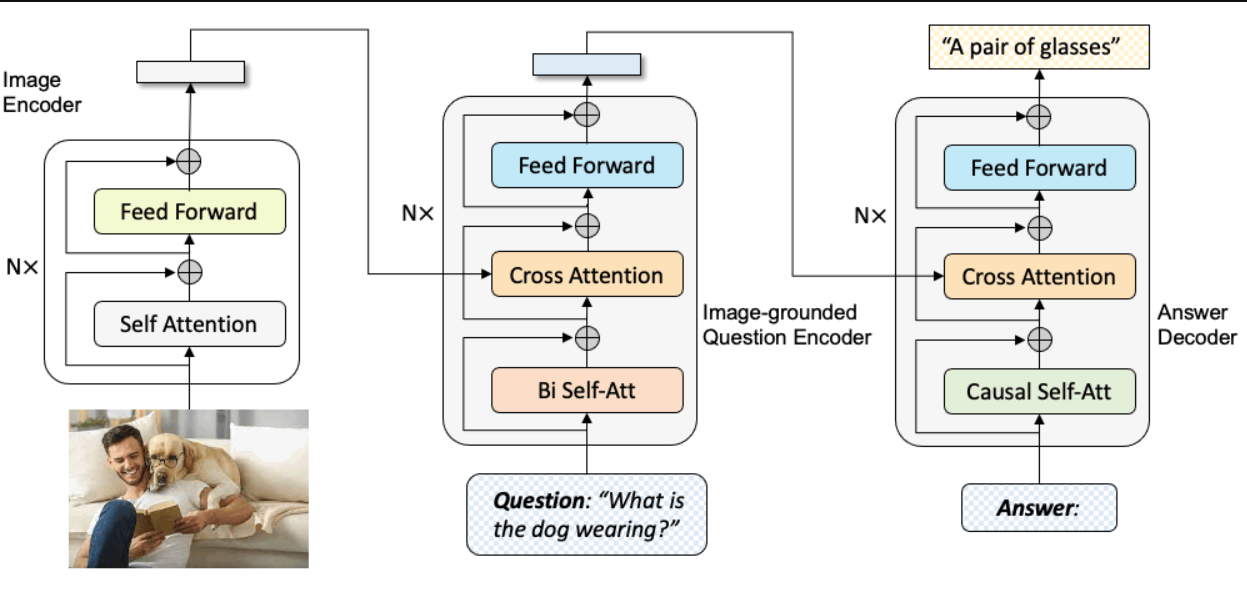 Image
Encoder
Feed Forward
N×
Self Attention
Feed Forward
N×
Cross Attention
Image-grounded
Question Encoder
Bi Self-Att
Question: “What is
the dog wearing?”
“A pair of glasses”
Feed Forward
N×
Cross Attention
Answer
Decoder
Causal Self-Att
Answer: